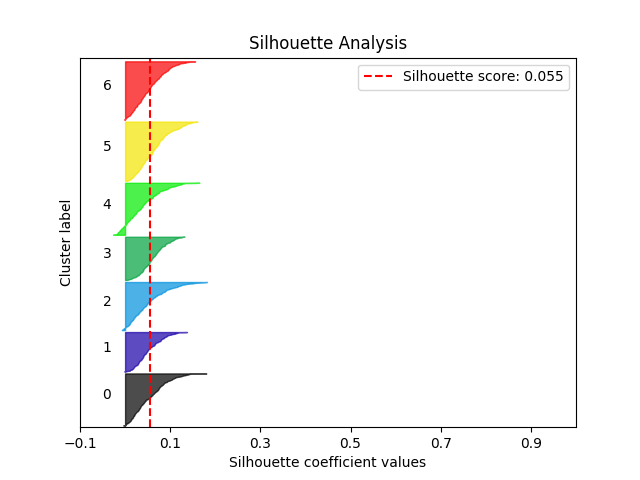 Silhouette Analysis
Silhouette score: 0.055
6
5
4
3
2
1
0
Cluster label
−0.1 0.1 0.3 0.5 0.7 0.9
Silhouette coefficient values